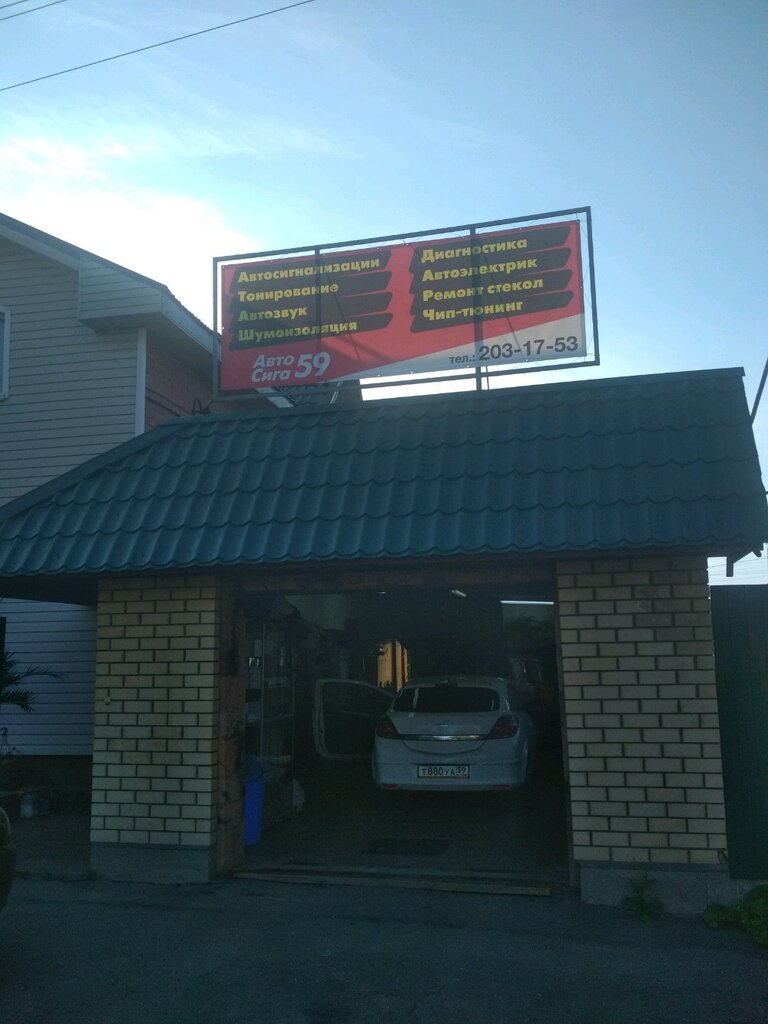 Автосигнализации
Тонирование
Автозвук
Шумоизоляция
Диагностика
Автоэлектрик
Ремонт стекол
Чип-тюнинг
Авто
Сига 59
тел.: 203-17-53
Т880УА 59